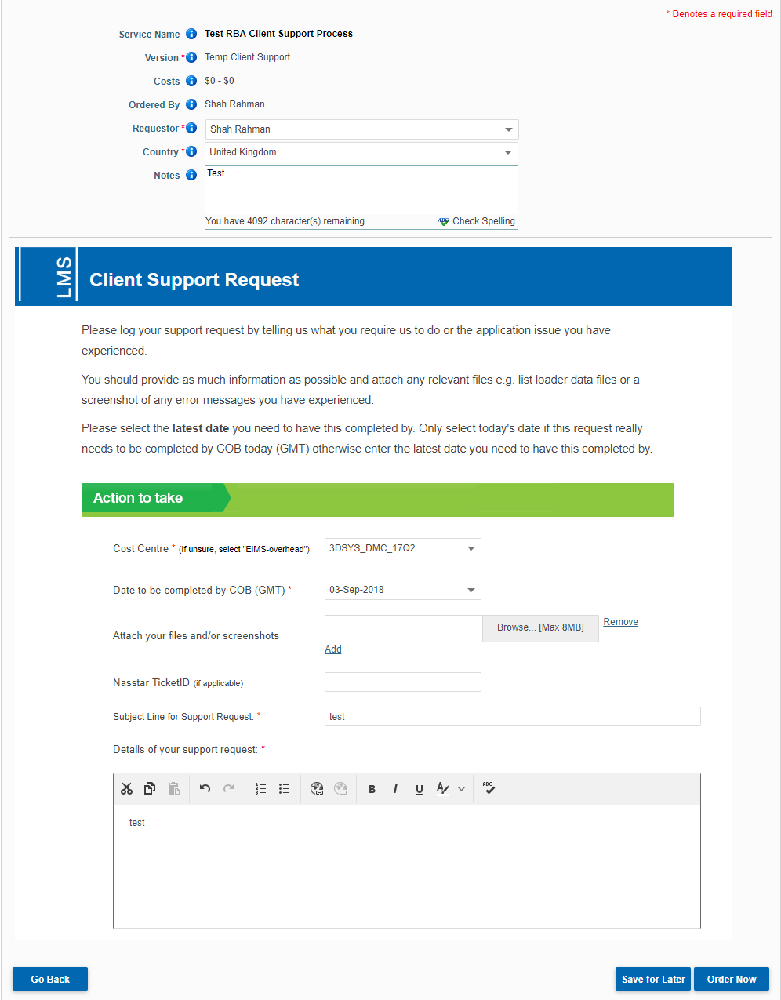 * Denotes a required field
Service Name Test RBA Client Support Process
Version * Temp Client Support
Costs $0 - $0
Ordered By Shah Rahman
Requestor * Shah Rahman
Country * United Kingdom
Notes Test
You have 4092 character(s) remaining ABC Check Spelling
LMS
Client Support Request
Please log your support request by telling us what you require us to do or the application issue you have
experienced.
You should provide as much information as possible and attach any relevant files e.g. list loader data files or a
screenshot of any error messages you have experienced.
Please select the latest date you need to have this completed by. Only select today's date if this request really
needs to be completed by COB today (GMT) otherwise enter the latest date you need to have this completed by.
Action to take
Cost Centre * (If unsure, select "EIMS-overhead") 3DSYS_DMC_17Q2
Date to be completed by COB (GMT) * 03-Sep-2018
Attach your files and/or screenshots Browse... [Max 8MB] Remove
Add
Nasstar TicketID (if applicable)
Subject Line for Support Request: * test
Details of your support request: *
B I U A ABC
test
Go Back Save for Later Order Now